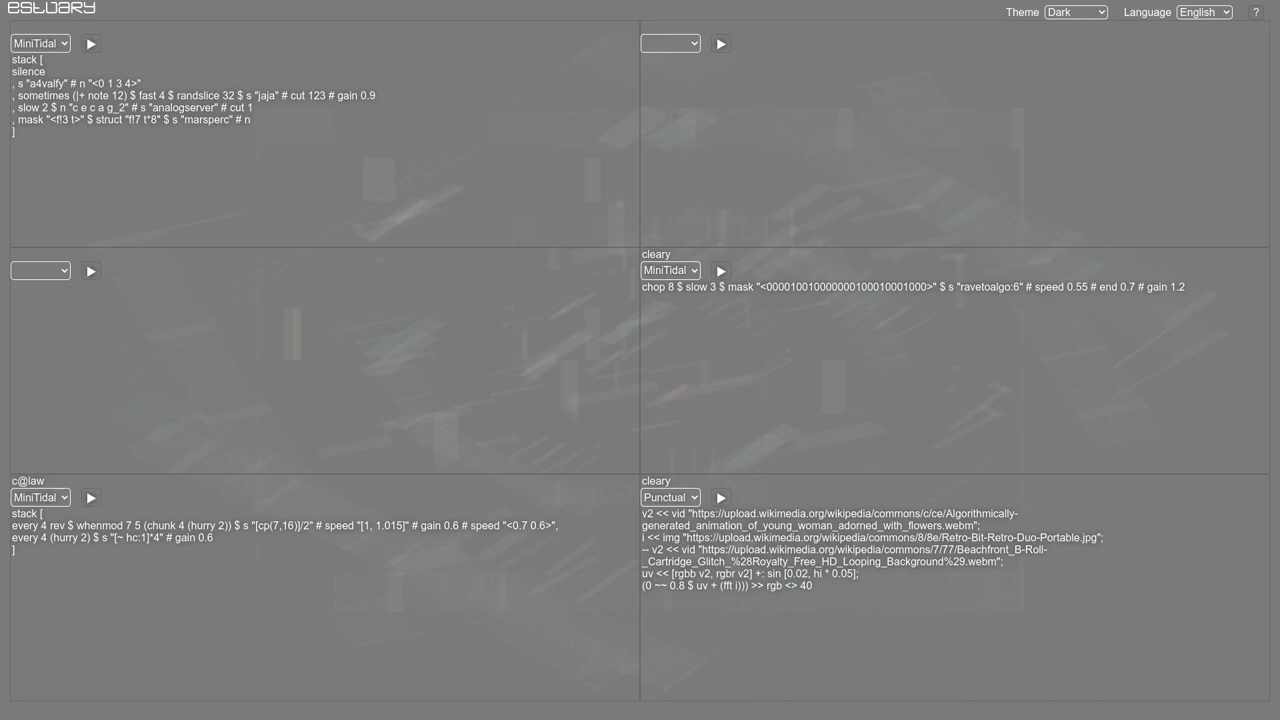 estuary
Theme Dark Language English ?
MiniTidal
stack [
silence
, s "a4valfy" # n "<0 1 3 4>"
, sometimes (|+ note 12) $ fast 4 $ randslice 32 $ s "jaja" # cut 123 # gain 0.9
, slow 2 $ n "c e c a g_2" # s "analogserver" # cut 1
, mask "<f!3 t>" $ struct "f!7 t*8" $ s "marsperc" # n
]
cleary
MiniTidal
chop 8 $ slow 3 $ mask "<00001001000000100010010001000>" $ s "ravetoalgo:6" # speed 0.55 # end 0.7 # gain 1.2
c@law
MiniTidal
stack [
every 4 rev $ whenmod 7 5 (chunk 4 (hurry 2)) $ s "[cp(7,16)]/2" # speed "[1, 1.015]" # gain 0.6 # speed "<0.7 0.6>",
every 4 (hurry 2) $ s "[~ hc:1]*4" # gain 0.6
]
cleary
Punctual
v2 << vid "https://upload.wikimedia.org/wikipedia/commons/c/ce/Algorithmically-
generated_animation_of_young_woman_adorned_with_flowers.webm";
i << img "https://upload.wikimedia.org/wikipedia/commons/8/8e/Retro-Bit-Retro-Duo-Portable.jpg";
-- v2 << vid "https://upload.wikimedia.org/wikipedia/commons/7/77/Beachfront_B-Roll-
_Cartridge_Glitch_%28Royalty_Free_HD_Looping_Background%29.webm";
uv << [rgbb v2, rgbr v2] +: sin [0.02, hi * 0.05];
(0 ~~ 0.8 $ uv + (fft i))) >> rgb <> 40